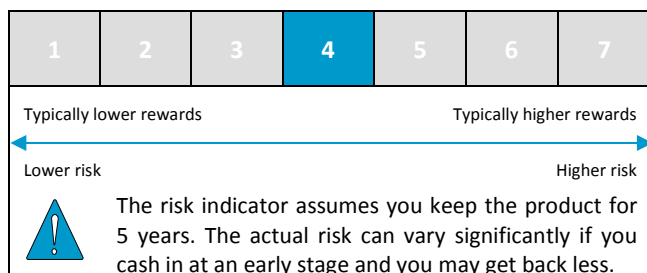 1 2 3 4 5 6 7
Typically lower rewards Typically higher rewards
Lower risk Higher risk
The risk indicator assumes you keep the product for
5 years. The actual risk can vary significantly if you
cash in at an early stage and you may get back less.